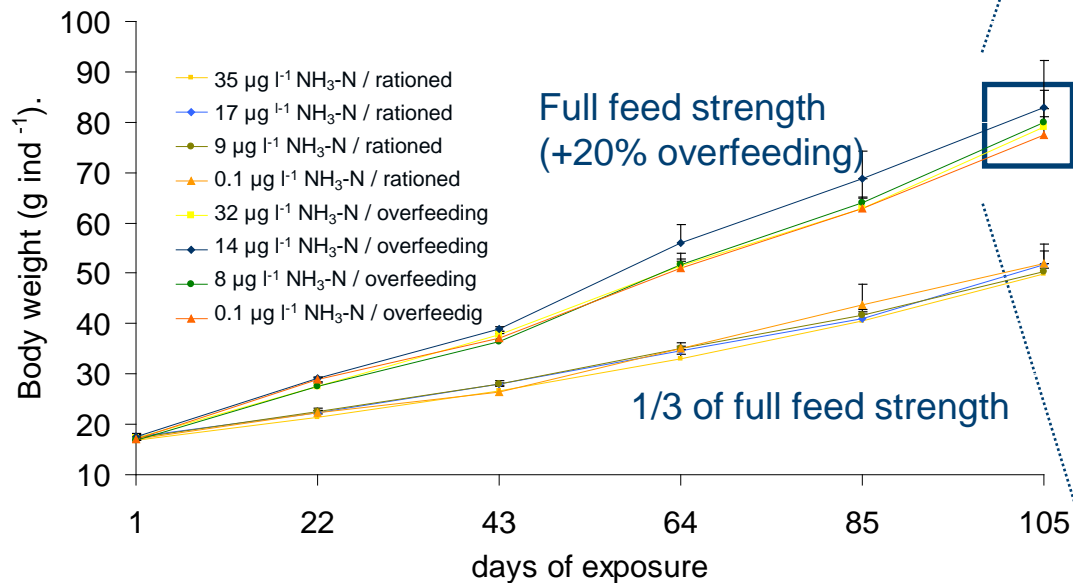 100
90
80
70
60
50
40
30
20
10
Body weight (g ind ⁻¹).
35 µg l⁻¹ NH₃-N / rationed
17 µg l⁻¹ NH₃-N / rationed
9 µg l⁻¹ NH₃-N / rationed
0.1 µg l⁻¹ NH₃-N / rationed
32 µg l⁻¹ NH₃-N / overfeeding
14 µg l⁻¹ NH₃-N / overfeeding
8 µg l⁻¹ NH₃-N / overfeeding
0.1 µg l⁻¹ NH₃-N / overfeedig
Full feed strength
(+20% overfeeding)
1/3 of full feed strength
1 22 43 64 85 105
days of exposure